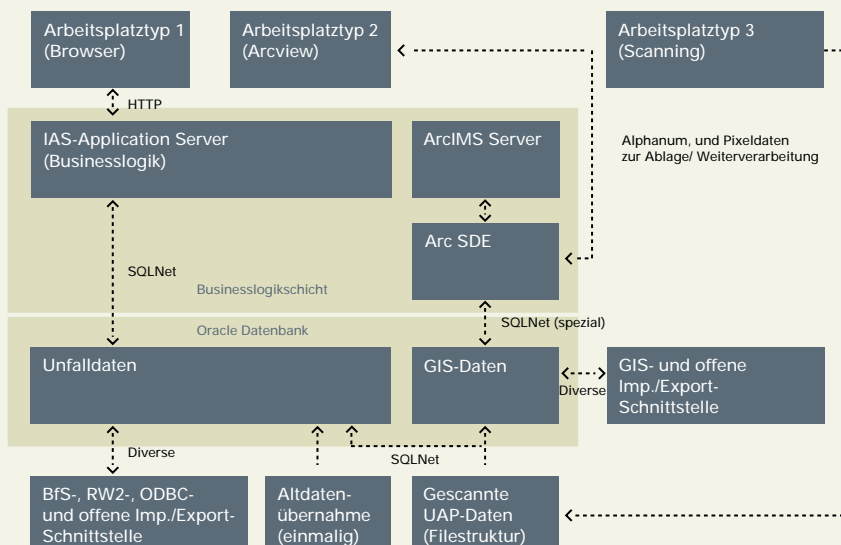 Arbeitsplatztyp 1
(Browser)
Arbeitsplatztyp 2
(Arcview)
Arbeitsplatztyp 3
(Scanning)
HTTP
IAS-Application Server
(Businesslogik)
ArcIMS Server
Alphanum, und Pixeldaten
zur Ablage/ Weiterverarbeitung
Arc SDE
SQLNet
Businesslogikschicht
SQLNet (spezial)
Oracle Datenbank
Unfalldaten
GIS-Daten
Diverse
GIS- und offene
Imp./Export-
Schnittstelle
Diverse
SQLNet
BfS-, RW2-, ODBC-
und offene Imp./Export-
Schnittstelle
Altdaten-
übernahme
(einmalig)
Gescannte
UAP-Daten
(Filestruktur)